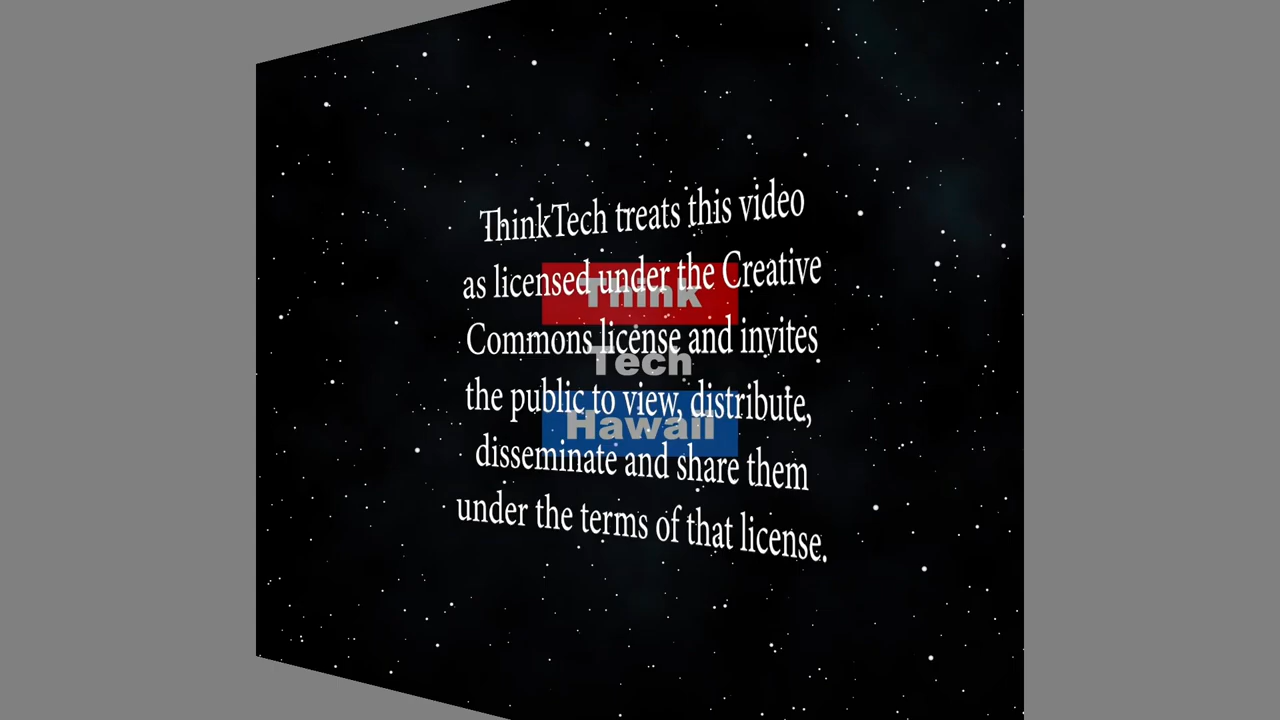 ThinkTech treats this video
as licensed under the Creative
Commons license and invites
the public to view, distribute,
disseminate and share them
under the terms of that license.
Think
Tech
Hawaii